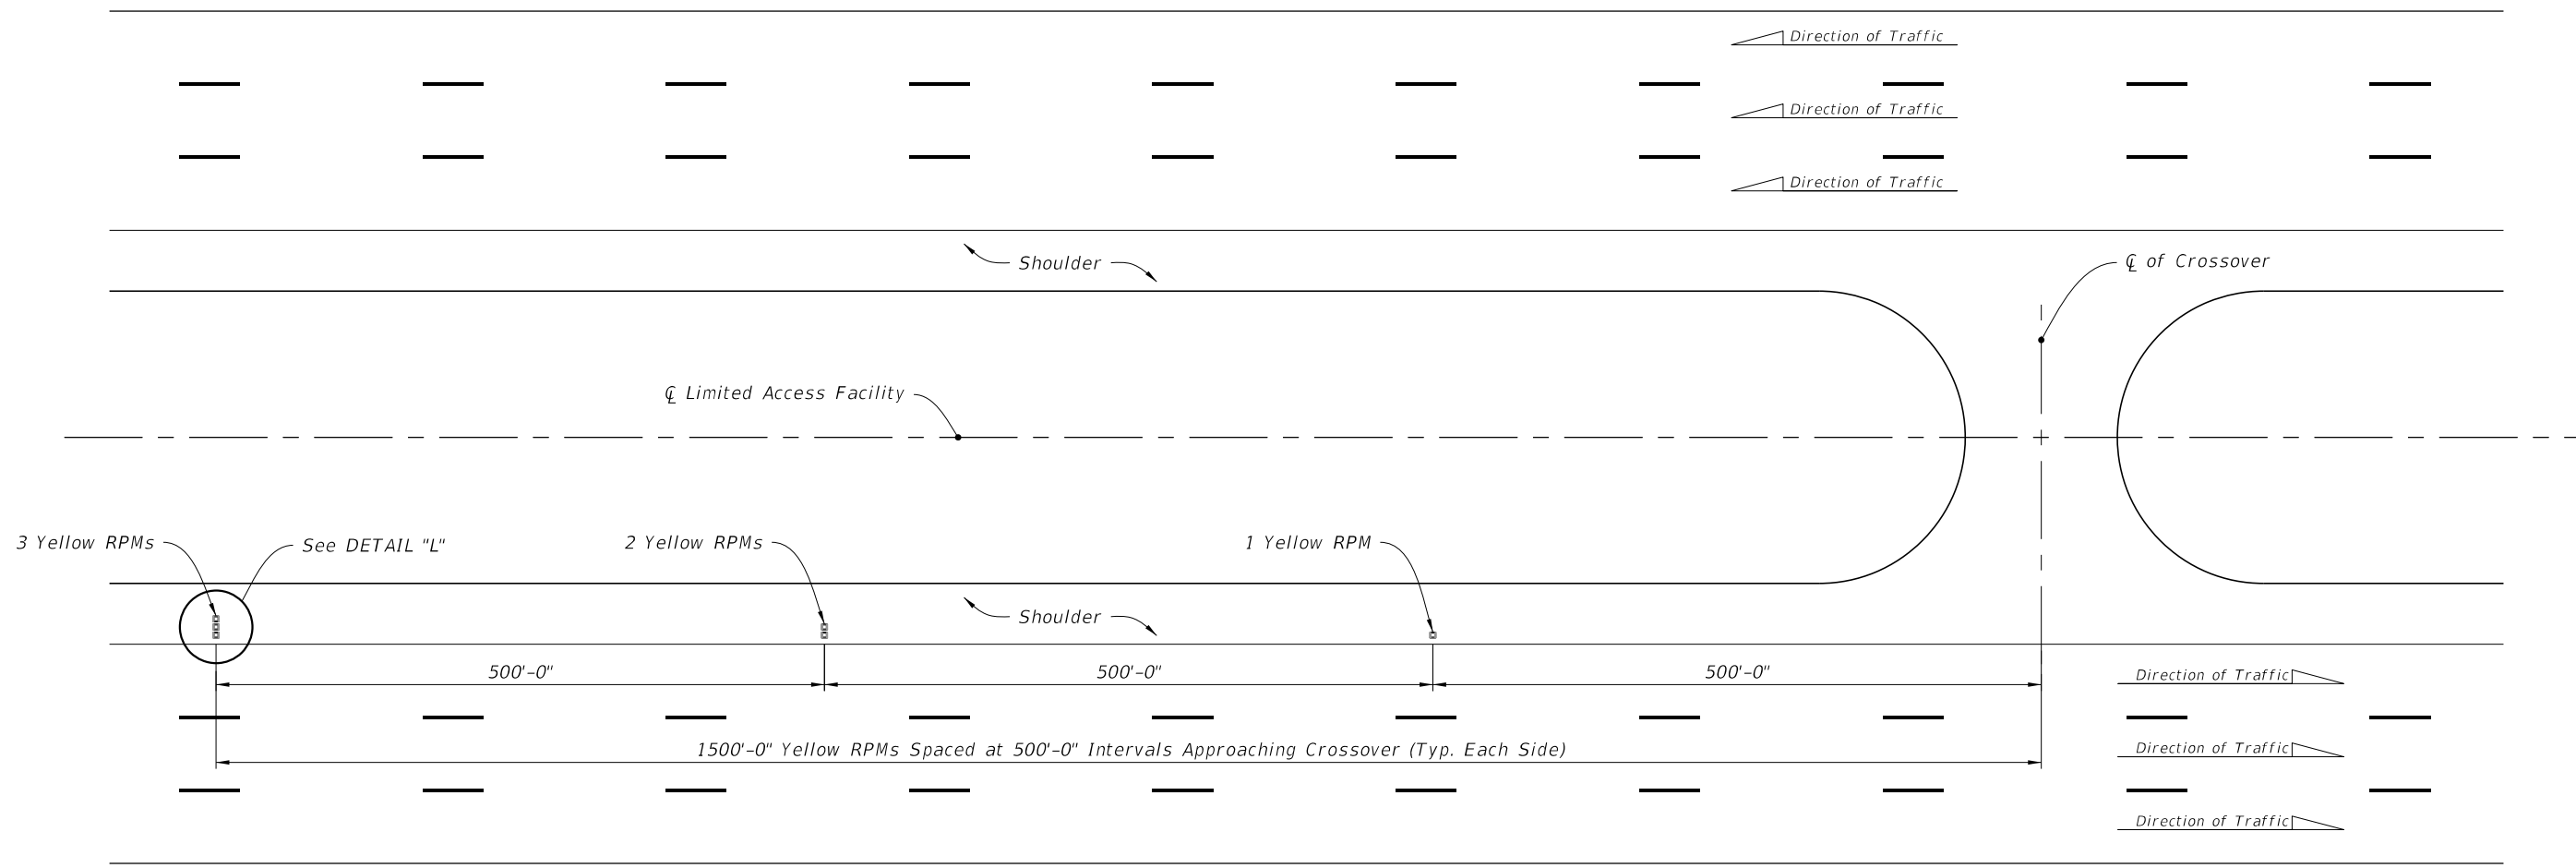 Direction of Traffic
Direction of Traffic
Direction of Traffic
Shoulder
℄ of Crossover
℄ Limited Access Facility
3 Yellow RPMs
See DETAIL "L"
2 Yellow RPMs
1 Yellow RPM
Shoulder
500'-0"
500'-0"
500'-0"
Direction of Traffic
1500'-0" Yellow RPMs Spaced at 500'-0" Intervals Approaching Crossover (Typ. Each Side)
Direction of Traffic
Direction of Traffic